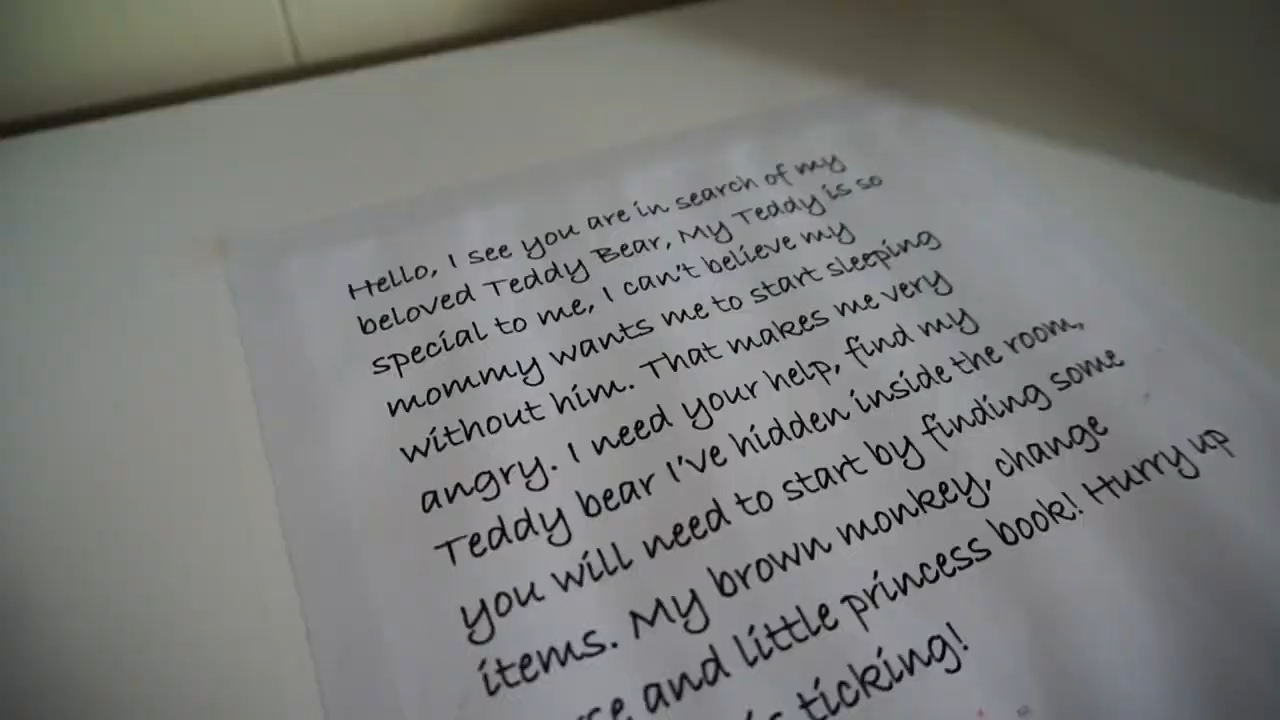 Hello, I see you are in search of my
beloved Teddy Bear, My Teddy is so
special to me, I can't believe my
mommy wants me to start sleeping
without him. That makes me very
angry. I need your help, find my
Teddy bear I've hidden inside the room,
you will need to start by finding some
items. My brown monkey, change
and little princess book! Hurry up
ticking!